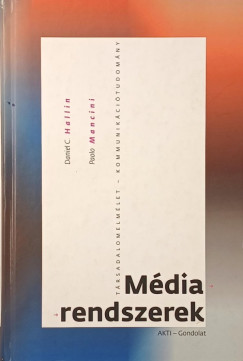 Daniel C. Hallin
Paolo Mancini
TÁRSADALOMELMÉLET – KOMMUNIKÁCIÓTUDOMÁNY
Média
rendszerek
AKTI – Gondolat